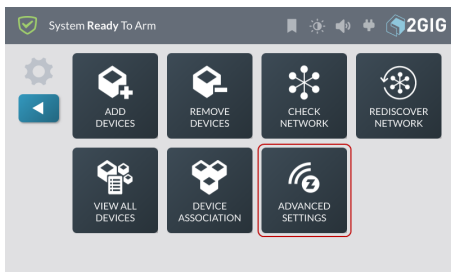 System Ready To Arm
2GIG
ADD
DEVICES
REMOVE
DEVICES
CHECK
NETWORK
REDISCOVER
NETWORK
VIEW ALL
DEVICES
DEVICE
ASSOCIATION
ADVANCED
SETTINGS